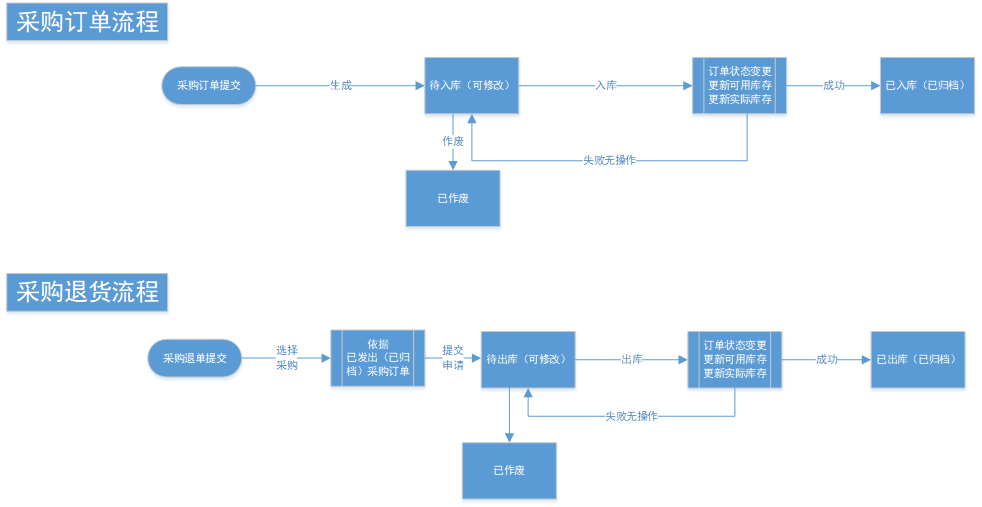 采购订单流程
采购订单提交
生成
待入库（可修改）
入库
订单状态变更
更新可用库存
更新实际库存
成功
已入库（已归档）
作废
失败无操作
已作废
采购退货流程
采购退单提交
选择
采购
依据
已发出（已归
档）采购订单
提交
申请
待出库（可修改）
出库
订单状态变更
更新可用库存
更新实际库存
成功
已出库（已归档）
失败无操作
已作废